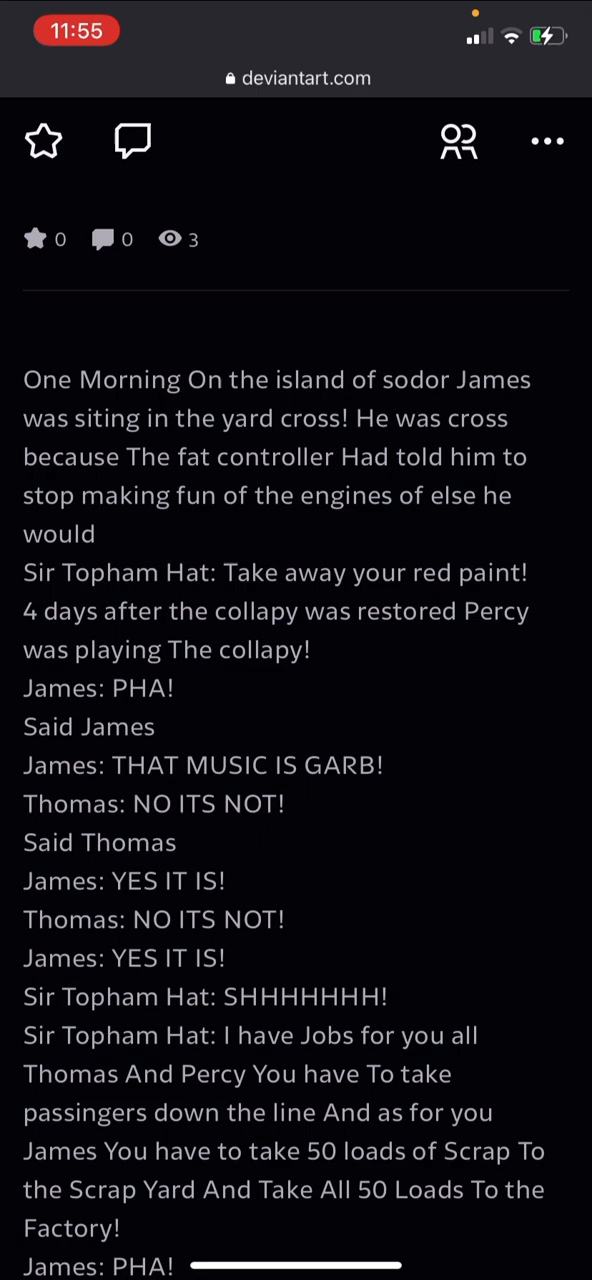 11:55
deviantart.com
0 0 3
One Morning On the island of sodor James
was siting in the yard cross! He was cross
because The fat controller Had told him to
stop making fun of the engines of else he
would
Sir Topham Hat: Take away your red paint!
4 days after the collapy was restored Percy
was playing The collapy!
James: PHA!
Said James
James: THAT MUSIC IS GARB!
Thomas: NO ITS NOT!
Said Thomas
James: YES IT IS!
Thomas: NO ITS NOT!
James: YES IT IS!
Sir Topham Hat: SHHHHHHH!
Sir Topham Hat: I have Jobs for you all
Thomas And Percy You have To take
passingers down the line And as for you
James You have to take 50 loads of Scrap To
the Scrap Yard And Take All 50 Loads To the
Factory!
James: PHA!